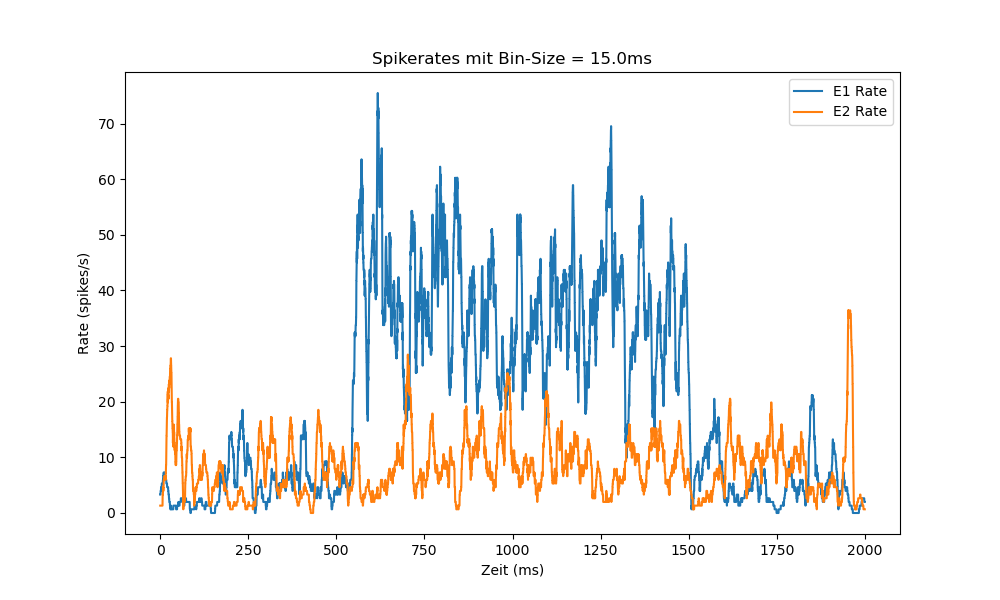 Spikerates mit Bin-Size = 15.0ms
E1 Rate
E2 Rate
Rate (spikes/s)
70
60
50
40
30
20
10
0
0 250 500 750 1000 1250 1500 1750 2000
Zeit (ms)